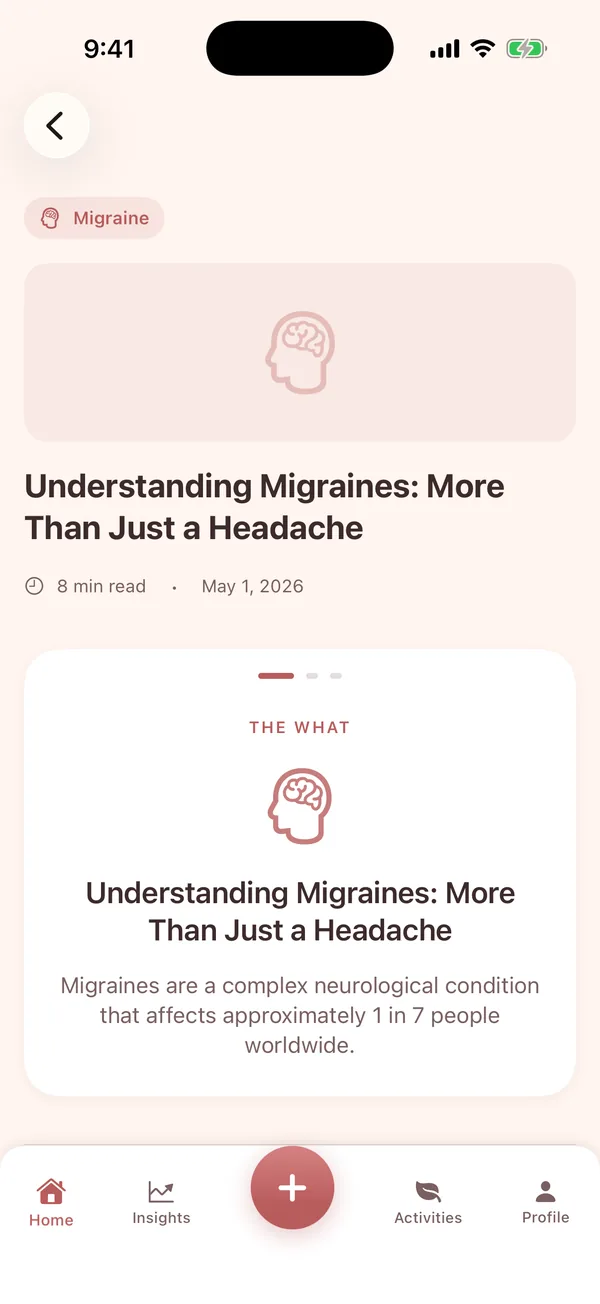 9:41
Migraine
Understanding Migraines: More
Than Just a Headache
8 min read • May 1, 2026
THE WHAT
Understanding Migraines: More
Than Just a Headache
Migraines are a complex neurological condition
that affects approximately 1 in 7 people
worldwide.
Home
Insights
Activities
Profile